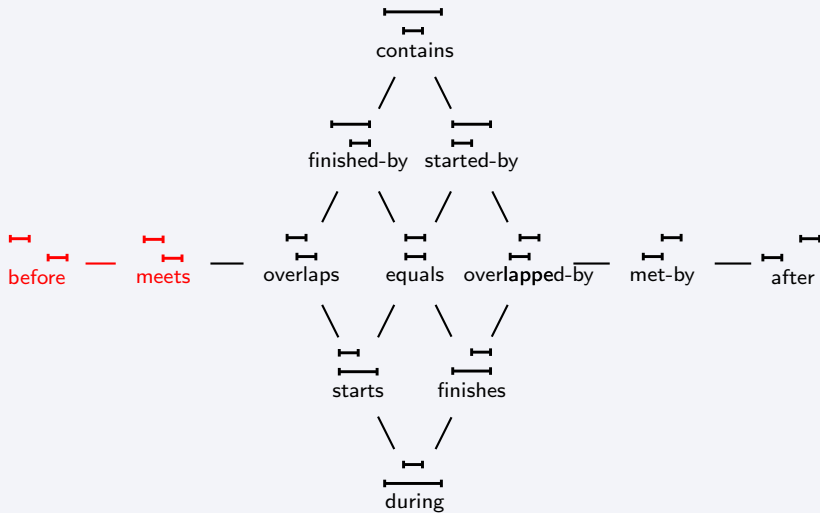 contains
finished-by started-by
before meets overlaps equals overlapped-by met-by after
starts finishes
during